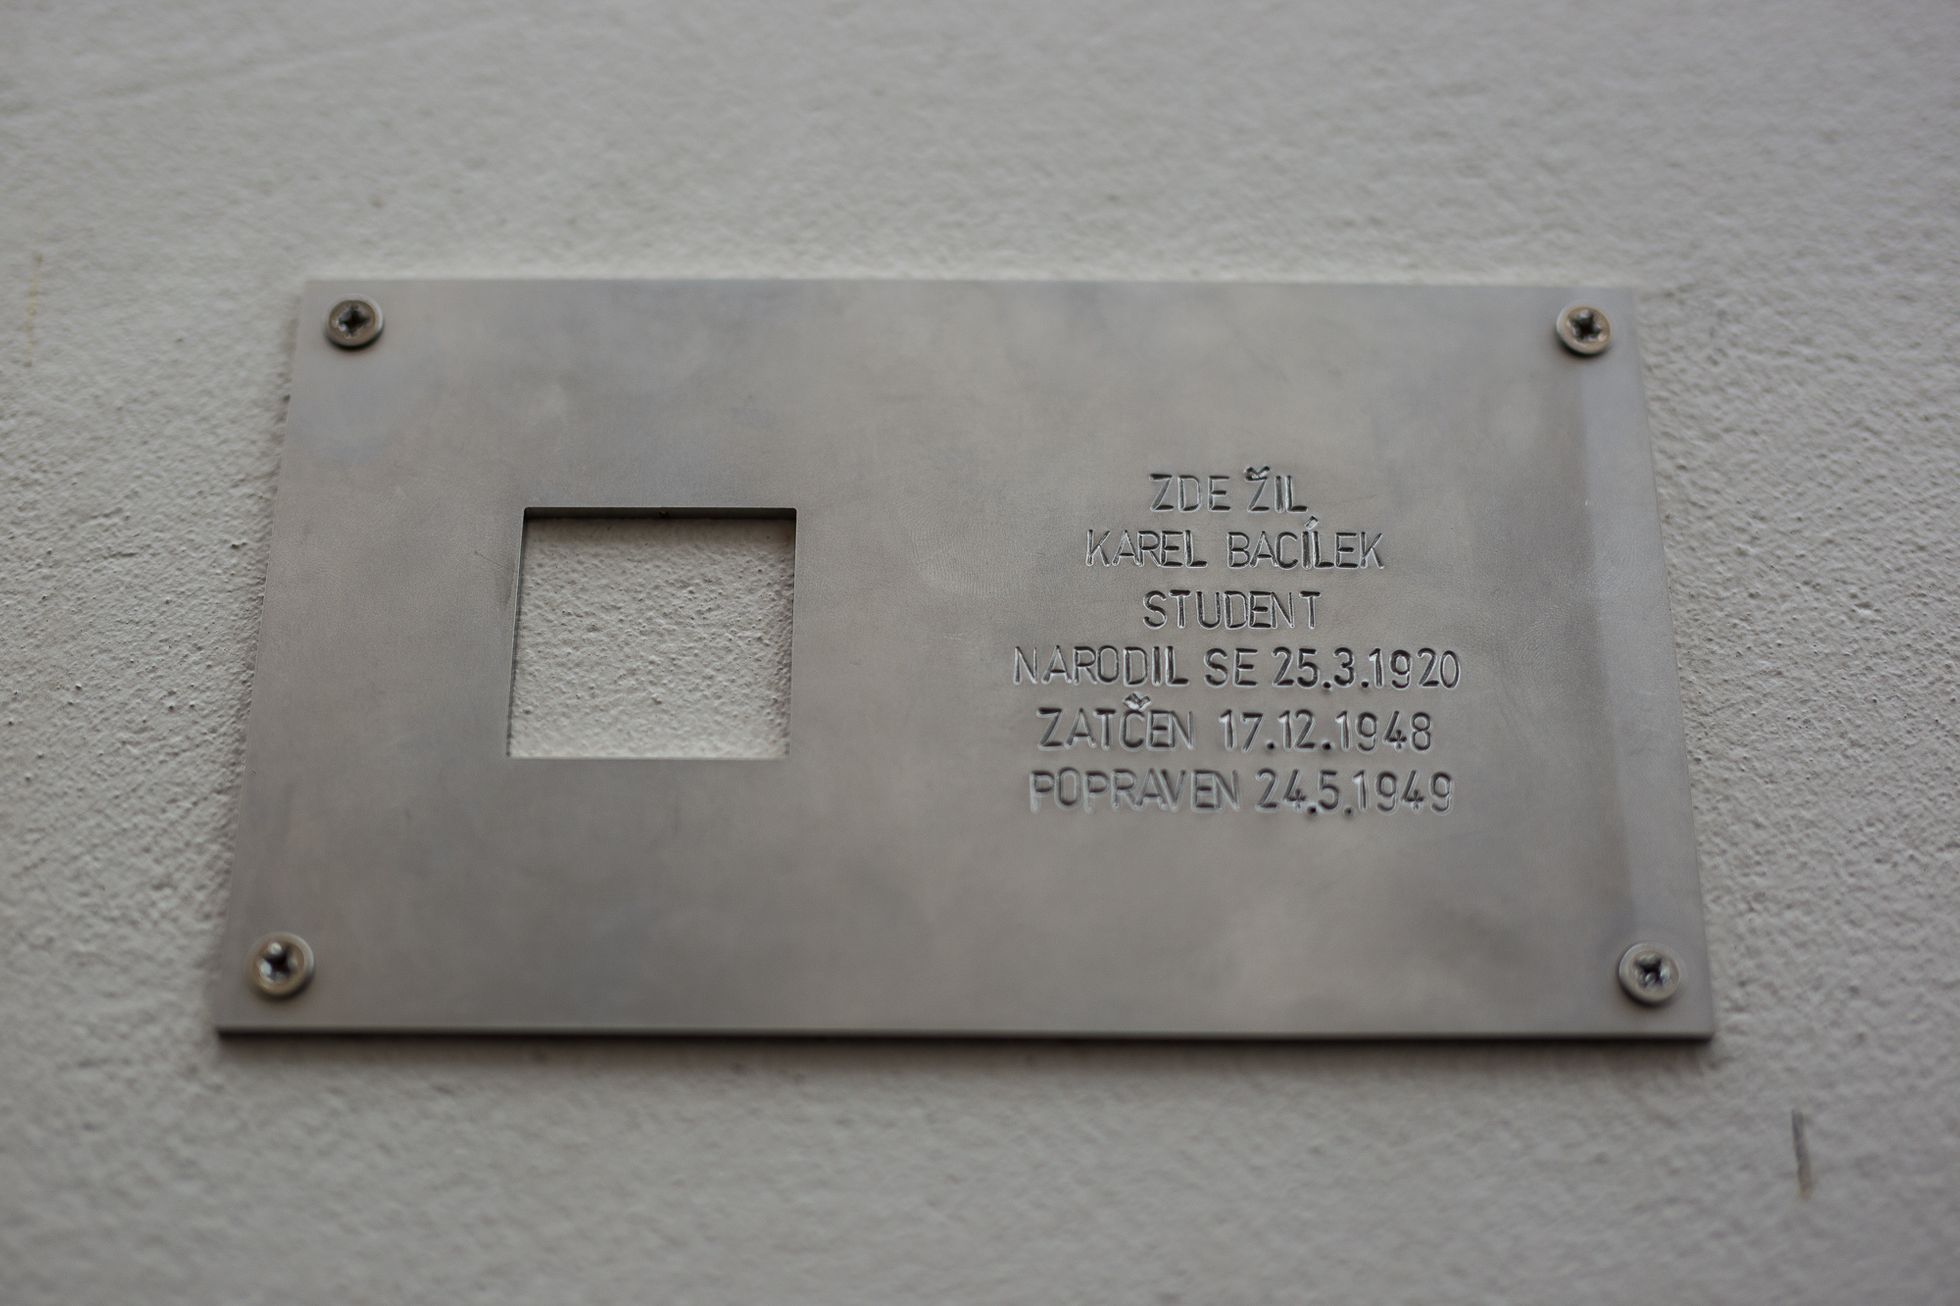 ZDE ŽIL
KAREL BACÍLEK
STUDENT
NARODIL SE 25.3.1920
ZATČEN 17.12.1948
POPRAVEN 24.5.1949